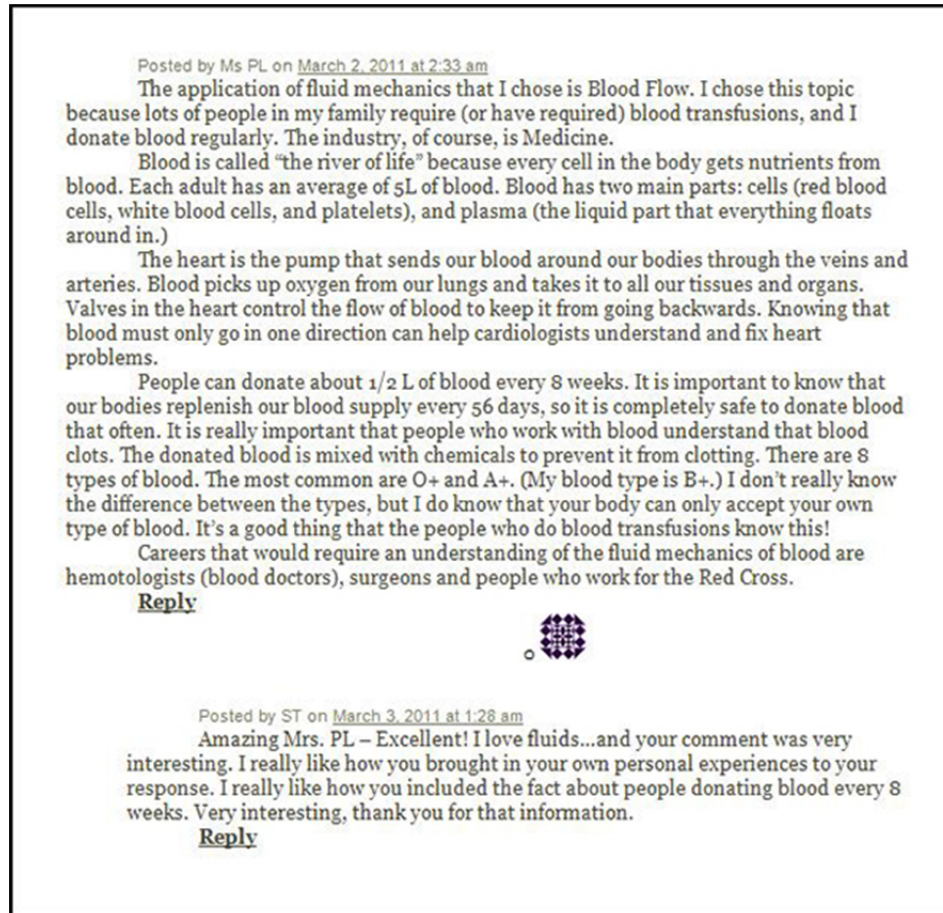 Posted by Ms PL on March 2, 2011 at 2:33 am
The application of fluid mechanics that I chose is Blood Flow. I chose this topic
because lots of people in my family require (or have required) blood transfusions, and I
donate blood regularly. The industry, of course, is Medicine.
Blood is called “the river of life” because every cell in the body gets nutrients from
blood. Each adult has an average of 5L of blood. Blood has two main parts: cells (red blood
cells, white blood cells, and platelets), and plasma (the liquid part that everything floats
around in.)
The heart is the pump that sends our blood around our bodies through the veins and
arteries. Blood picks up oxygen from our lungs and takes it to all our tissues and organs.
Valves in the heart control the flow of blood to keep it from going backwards. Knowing that
blood must only go in one direction can help cardiologists understand and fix heart
problems.
People can donate about 1/2 L of blood every 8 weeks. It is important to know that
our bodies replenish our blood supply every 56 days, so it is completely safe to donate blood
that often. It is really important that people who work with blood understand that blood
clots. The donated blood is mixed with chemicals to prevent it from clotting. There are 8
types of blood. The most common are O+ and A+. (My blood type is B+.) I don’t really know
the difference between the types, but I do know that your body can only accept your own
type of blood. It’s a good thing that the people who do blood transfusions know this!
Careers that would require an understanding of the fluid mechanics of blood are
hemotologists (blood doctors), surgeons and people who work for the Red Cross.
Reply
Posted by ST on March 3, 2011 at 1:28 am
Amazing Mrs. PL – Excellent! I love fluids...and your comment was very
interesting. I really like how you brought in your own personal experiences to your
response. I really like how you included the fact about people donating blood every 8
weeks. Very interesting, thank you for that information.
Reply